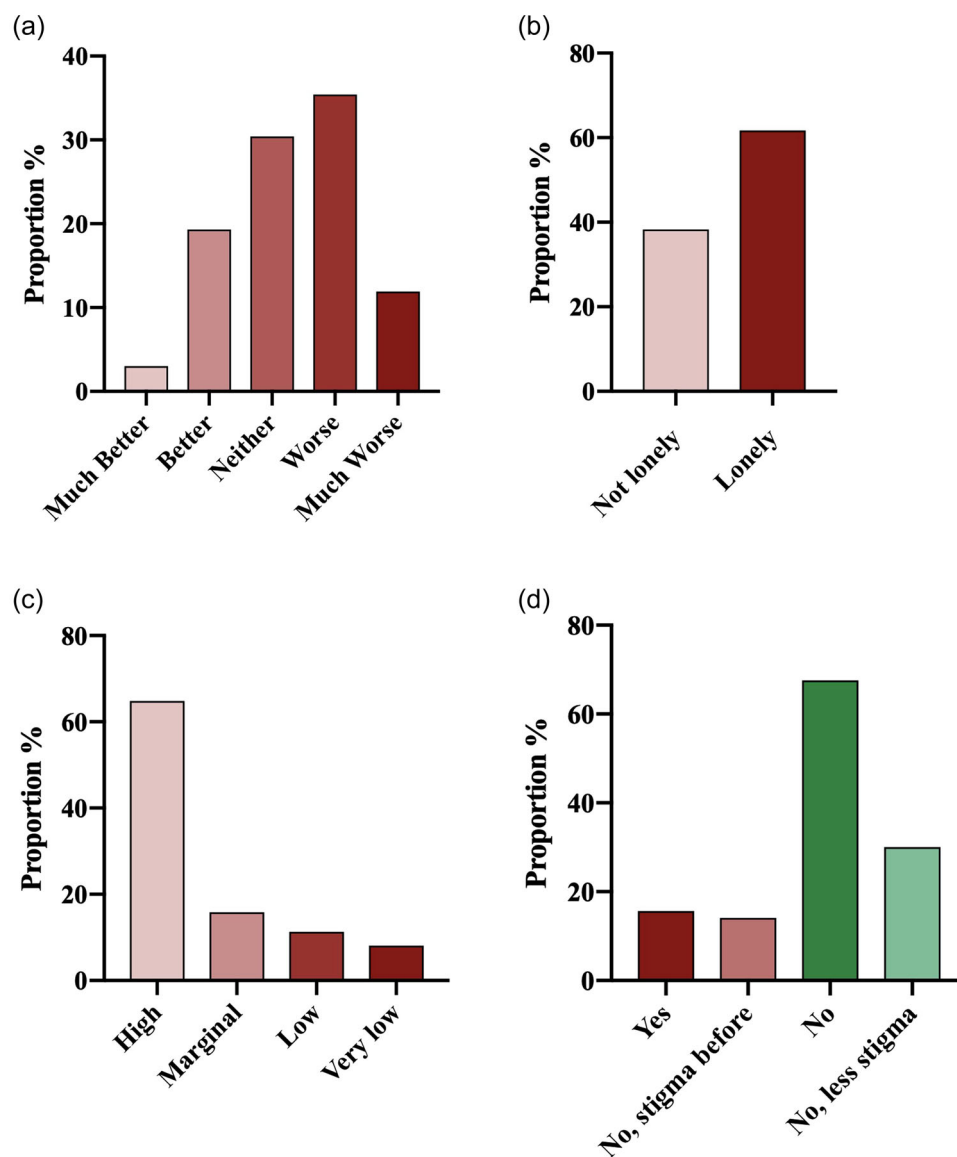 (a)
Proportion %
40
30
20
10
0
Much Better
Better
Neither
Worse
Much Worse
(b)
Proportion %
80
60
40
20
0
Not lonely
Lonely
(c)
Proportion %
80
60
40
20
0
High
Marginal
Low
Very low
(d)
Proportion %
80
60
40
20
0
Yes
No, stigma before
No
No, less stigma